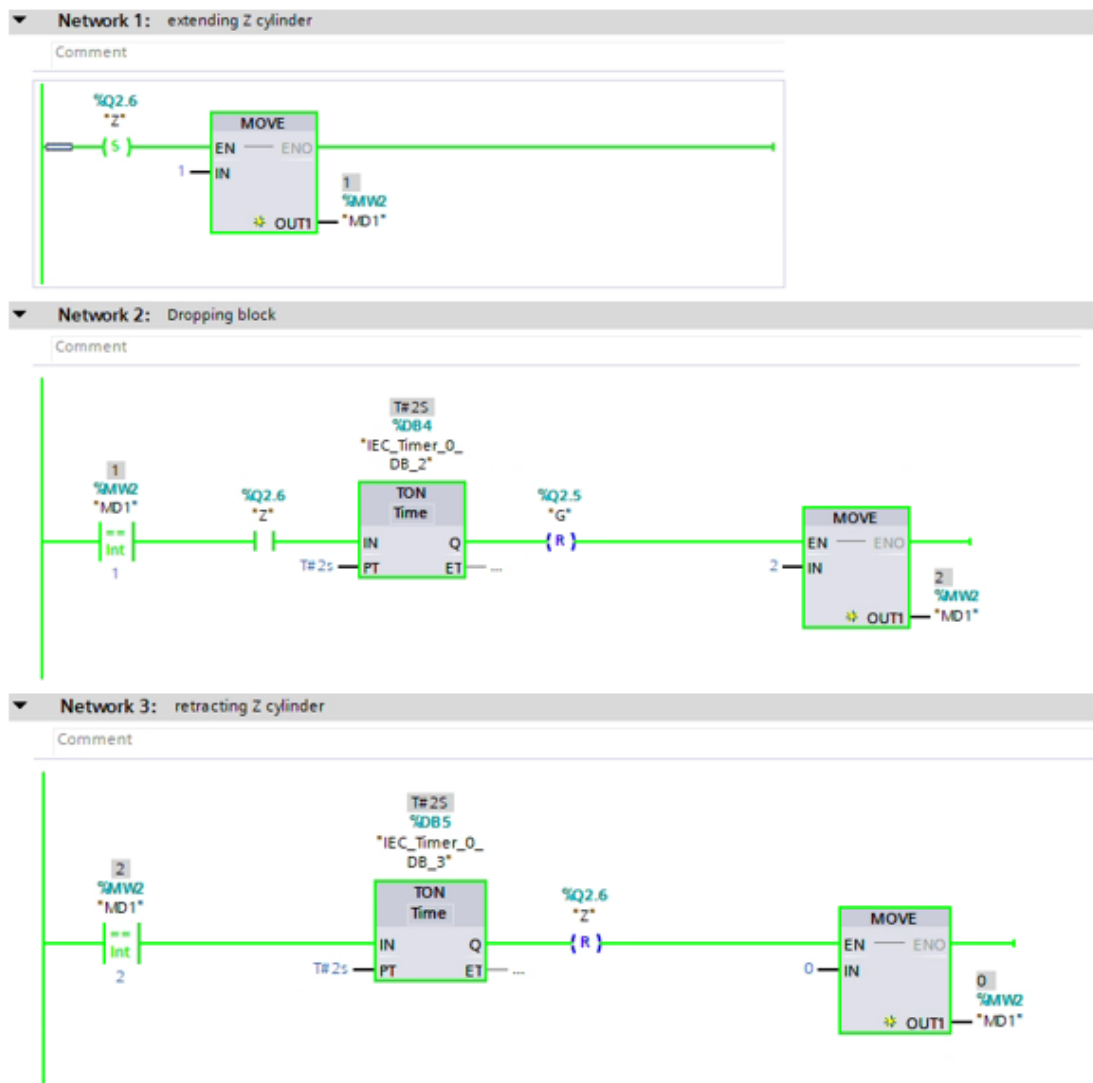 Network 1: extending Z cylinder
Comment
%Q2.6
"Z"
S
MOVE
EN ENO
1 IN
1
%MW2
OUT1 "MD1"
Network 2: Dropping block
Comment
T#2S
%DB4
"IEC_Timer_0_
DB_2"
1
%MW2
"MD1"
%Q2.6
"Z"
TON
Time
%Q2.5
"G"
MOVE
==
Int
1
IN Q
R
EN ENO
T#2s PT ET ...
2 IN
2
%MW2
OUT1 "MD1"
Network 3: retracting Z cylinder
Comment
T#2S
%DB5
"IEC_Timer_0_
DB_3"
2
%MW2
"MD1"
TON
Time
%Q2.6
"Z"
MOVE
==
Int
2
IN Q
R
EN ENO
T#2s PT ET ...
0 IN
0
%MW2
OUT1 "MD1"